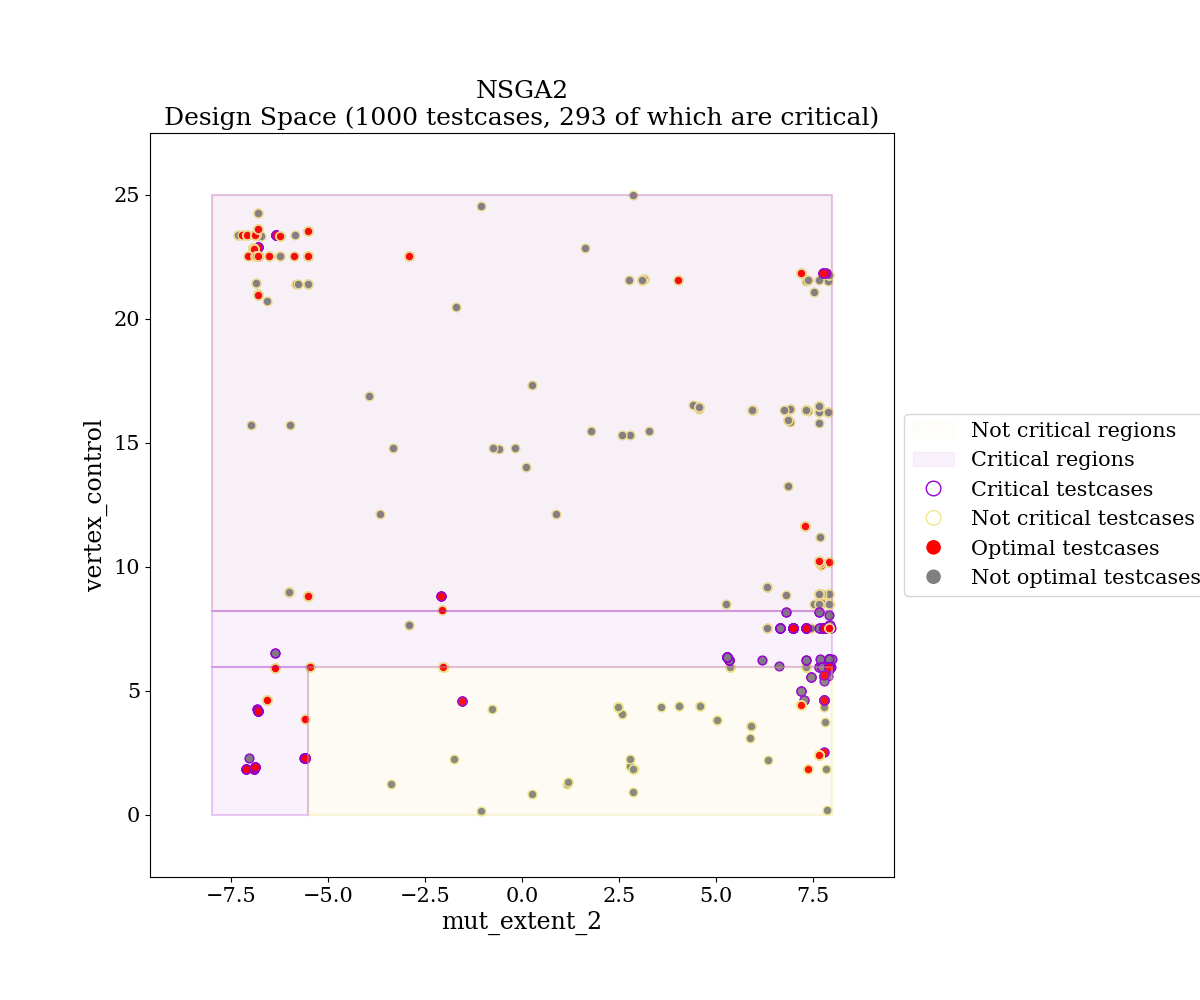 NSGA2
Design Space (1000 testcases, 293 of which are critical)
25
20
15
10
5
0
vertex_control
−7.5
−5.0
−2.5
0.0
2.5
5.0
7.5
mut_extent_2
Not critical regions
Critical regions
Critical testcases
Not critical testcases
Optimal testcases
Not optimal testcases